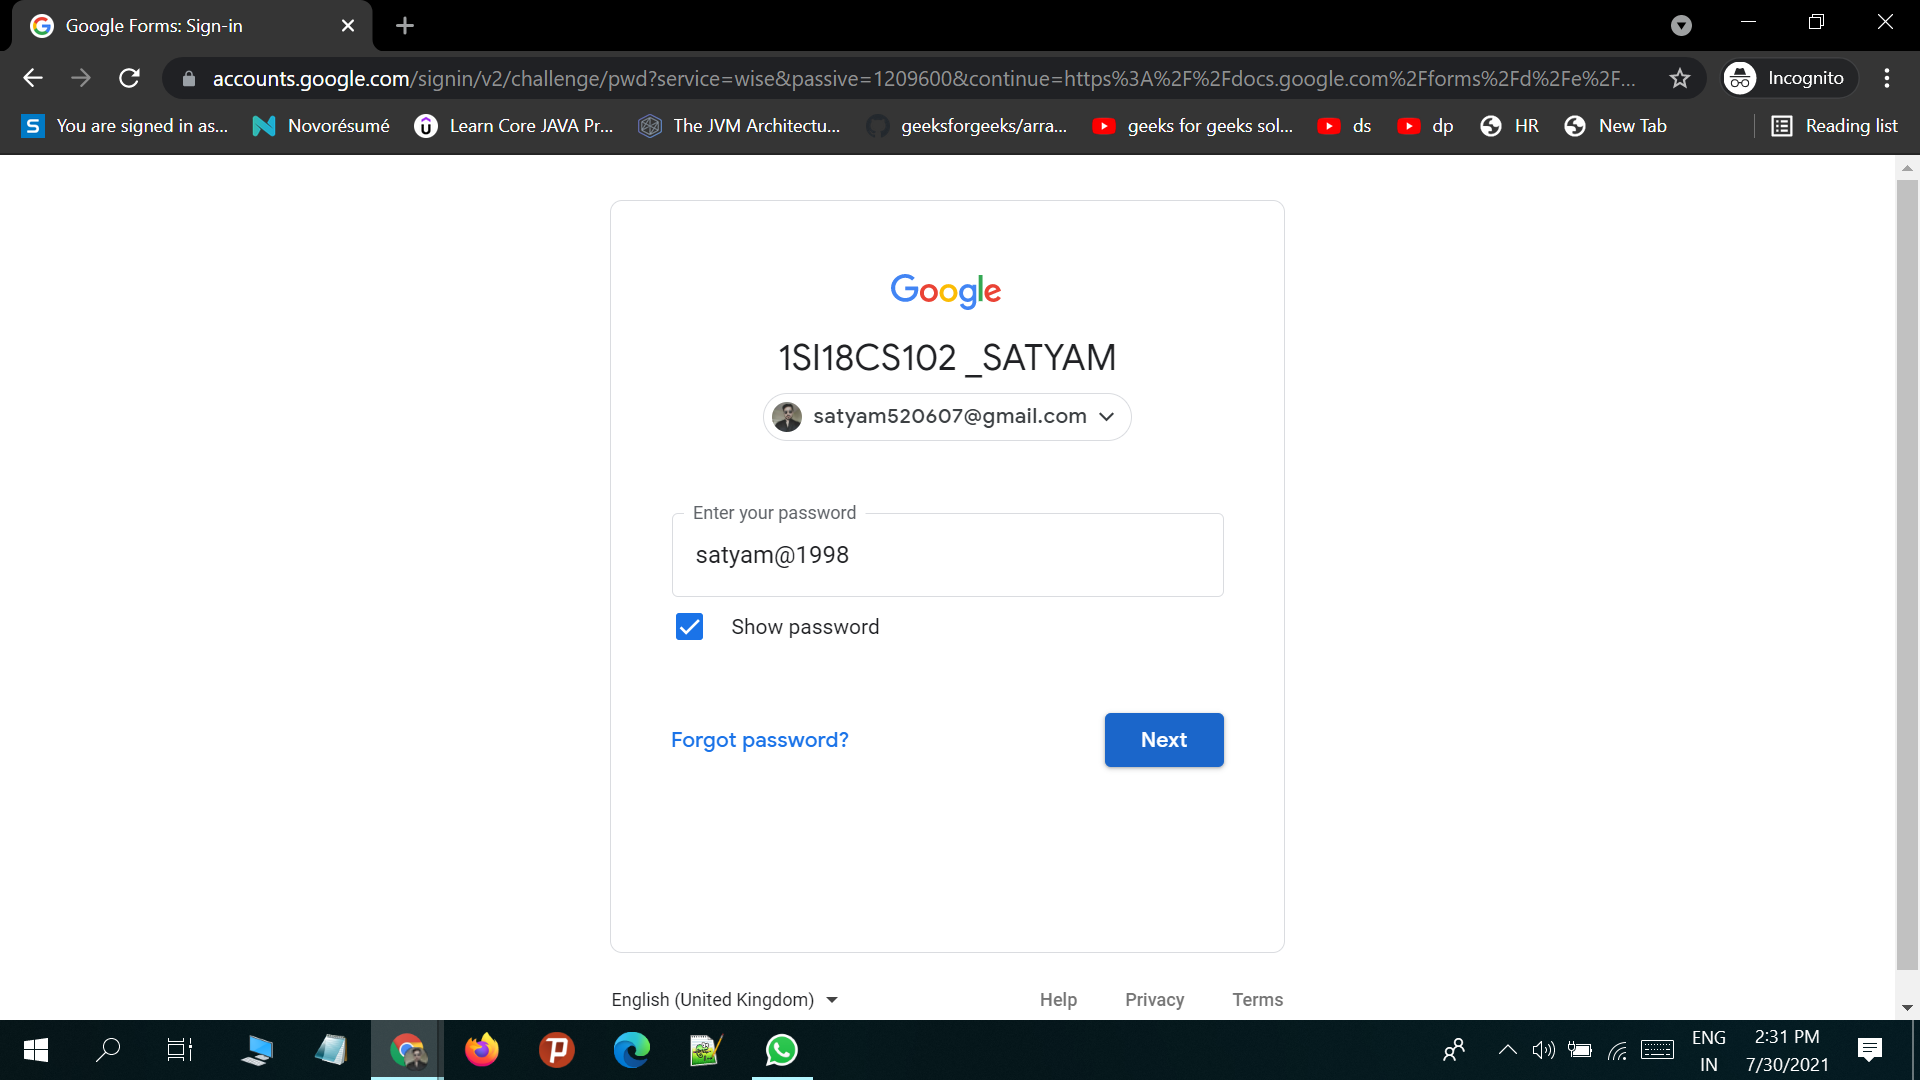 Google Forms: Sign-in
accounts.google.com/signin/v2/challenge/pwd?service=wise&passive=1209600&continue=https%3A%2F%2Fdocs.google.com%2Fforms%2Fd%2Fe%2F...
Incognito
You are signed in as...
Novorésumé
Learn Core JAVA Pr...
The JVM Architectu...
geeksforgeeks/arra...
geeks for geeks sol...
ds
dp
HR
New Tab
Reading list
Google
1SI18CS102 _SATYAM
satyam520607@gmail.com
Enter your password
satyam@1998
Show password
Forgot password?
Next
English (United Kingdom)
Help
Privacy
Terms
ENG
IN
2:31 PM
7/30/2021